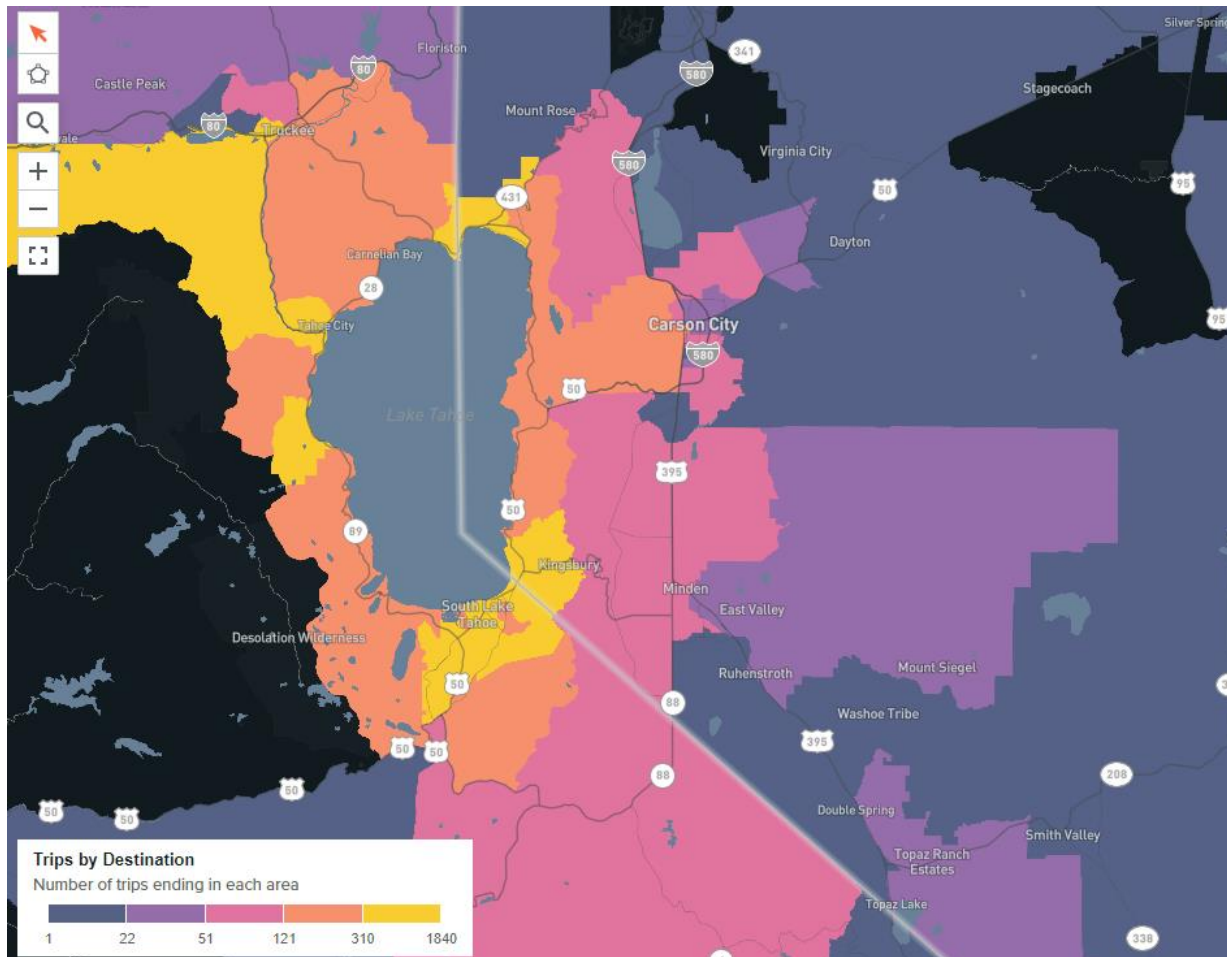 Silver Spring
Floriston
341
80
580
Castle Peak
Stagecoach
Mount Rose
80
Truckee
vale
Virginia City
580
95
50
431
Dayton
Carnelian Bay
28
Carson City
95
Tahoe City
580
50
Lake Tahoe
395
50
89
Kingsbury
Minden
South Lake
Tahoe
East Valley
Desolation Wilderness
Ruhenstroth
Mount Siegel
50
88
Washoe Tribe
395
50
50
88
208
50
50
50
Double Spring
Smith Valley
Topaz Ranch
Estates
Topaz Lake
338
Trips by Destination
Number of trips ending in each area
1 22 51 121 310 1840